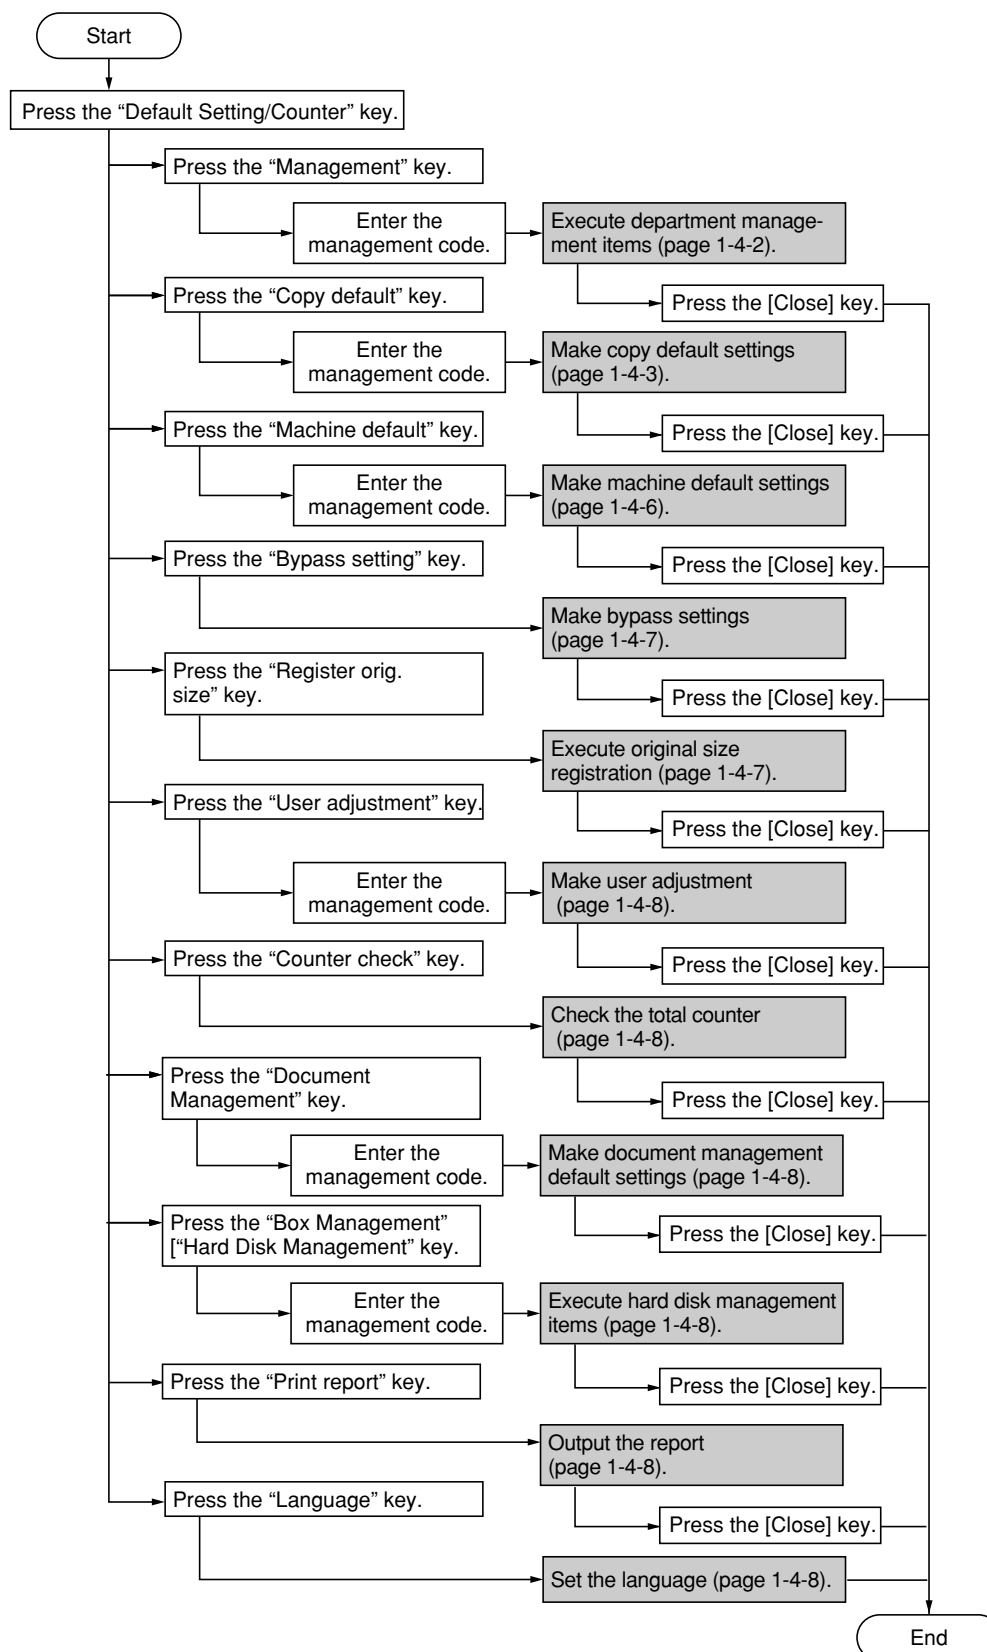 Start
Press the “Default Setting/Counter” key.
Press the “Management” key.
Enter the
management code.
Execute department manage-
ment items (page 1-4-2).
Press the [Close] key.
Press the “Copy default” key.
Enter the
management code.
Make copy default settings
(page 1-4-3).
Press the [Close] key.
Press the “Machine default” key.
Enter the
management code.
Make machine default settings
(page 1-4-6).
Press the [Close] key.
Press the “Bypass setting” key.
Make bypass settings
(page 1-4-7).
Press the [Close] key.
Press the “Register orig.
size” key.
Execute original size
registration (page 1-4-7).
Press the [Close] key.
Press the “User adjustment” key.
Enter the
management code.
Make user adjustment
(page 1-4-8).
Press the [Close] key.
Press the “Counter check” key.
Check the total counter
(page 1-4-8).
Press the [Close] key.
Press the “Document
Management” key.
Enter the
management code.
Make document management
default settings (page 1-4-8).
Press the [Close] key.
Press the “Box Management”
[“Hard Disk Management” key.
Enter the
management code.
Execute hard disk management
items (page 1-4-8).
Press the [Close] key.
Press the “Print report” key.
Output the report
(page 1-4-8).
Press the [Close] key.
Press the “Language” key.
Set the language (page 1-4-8).
End